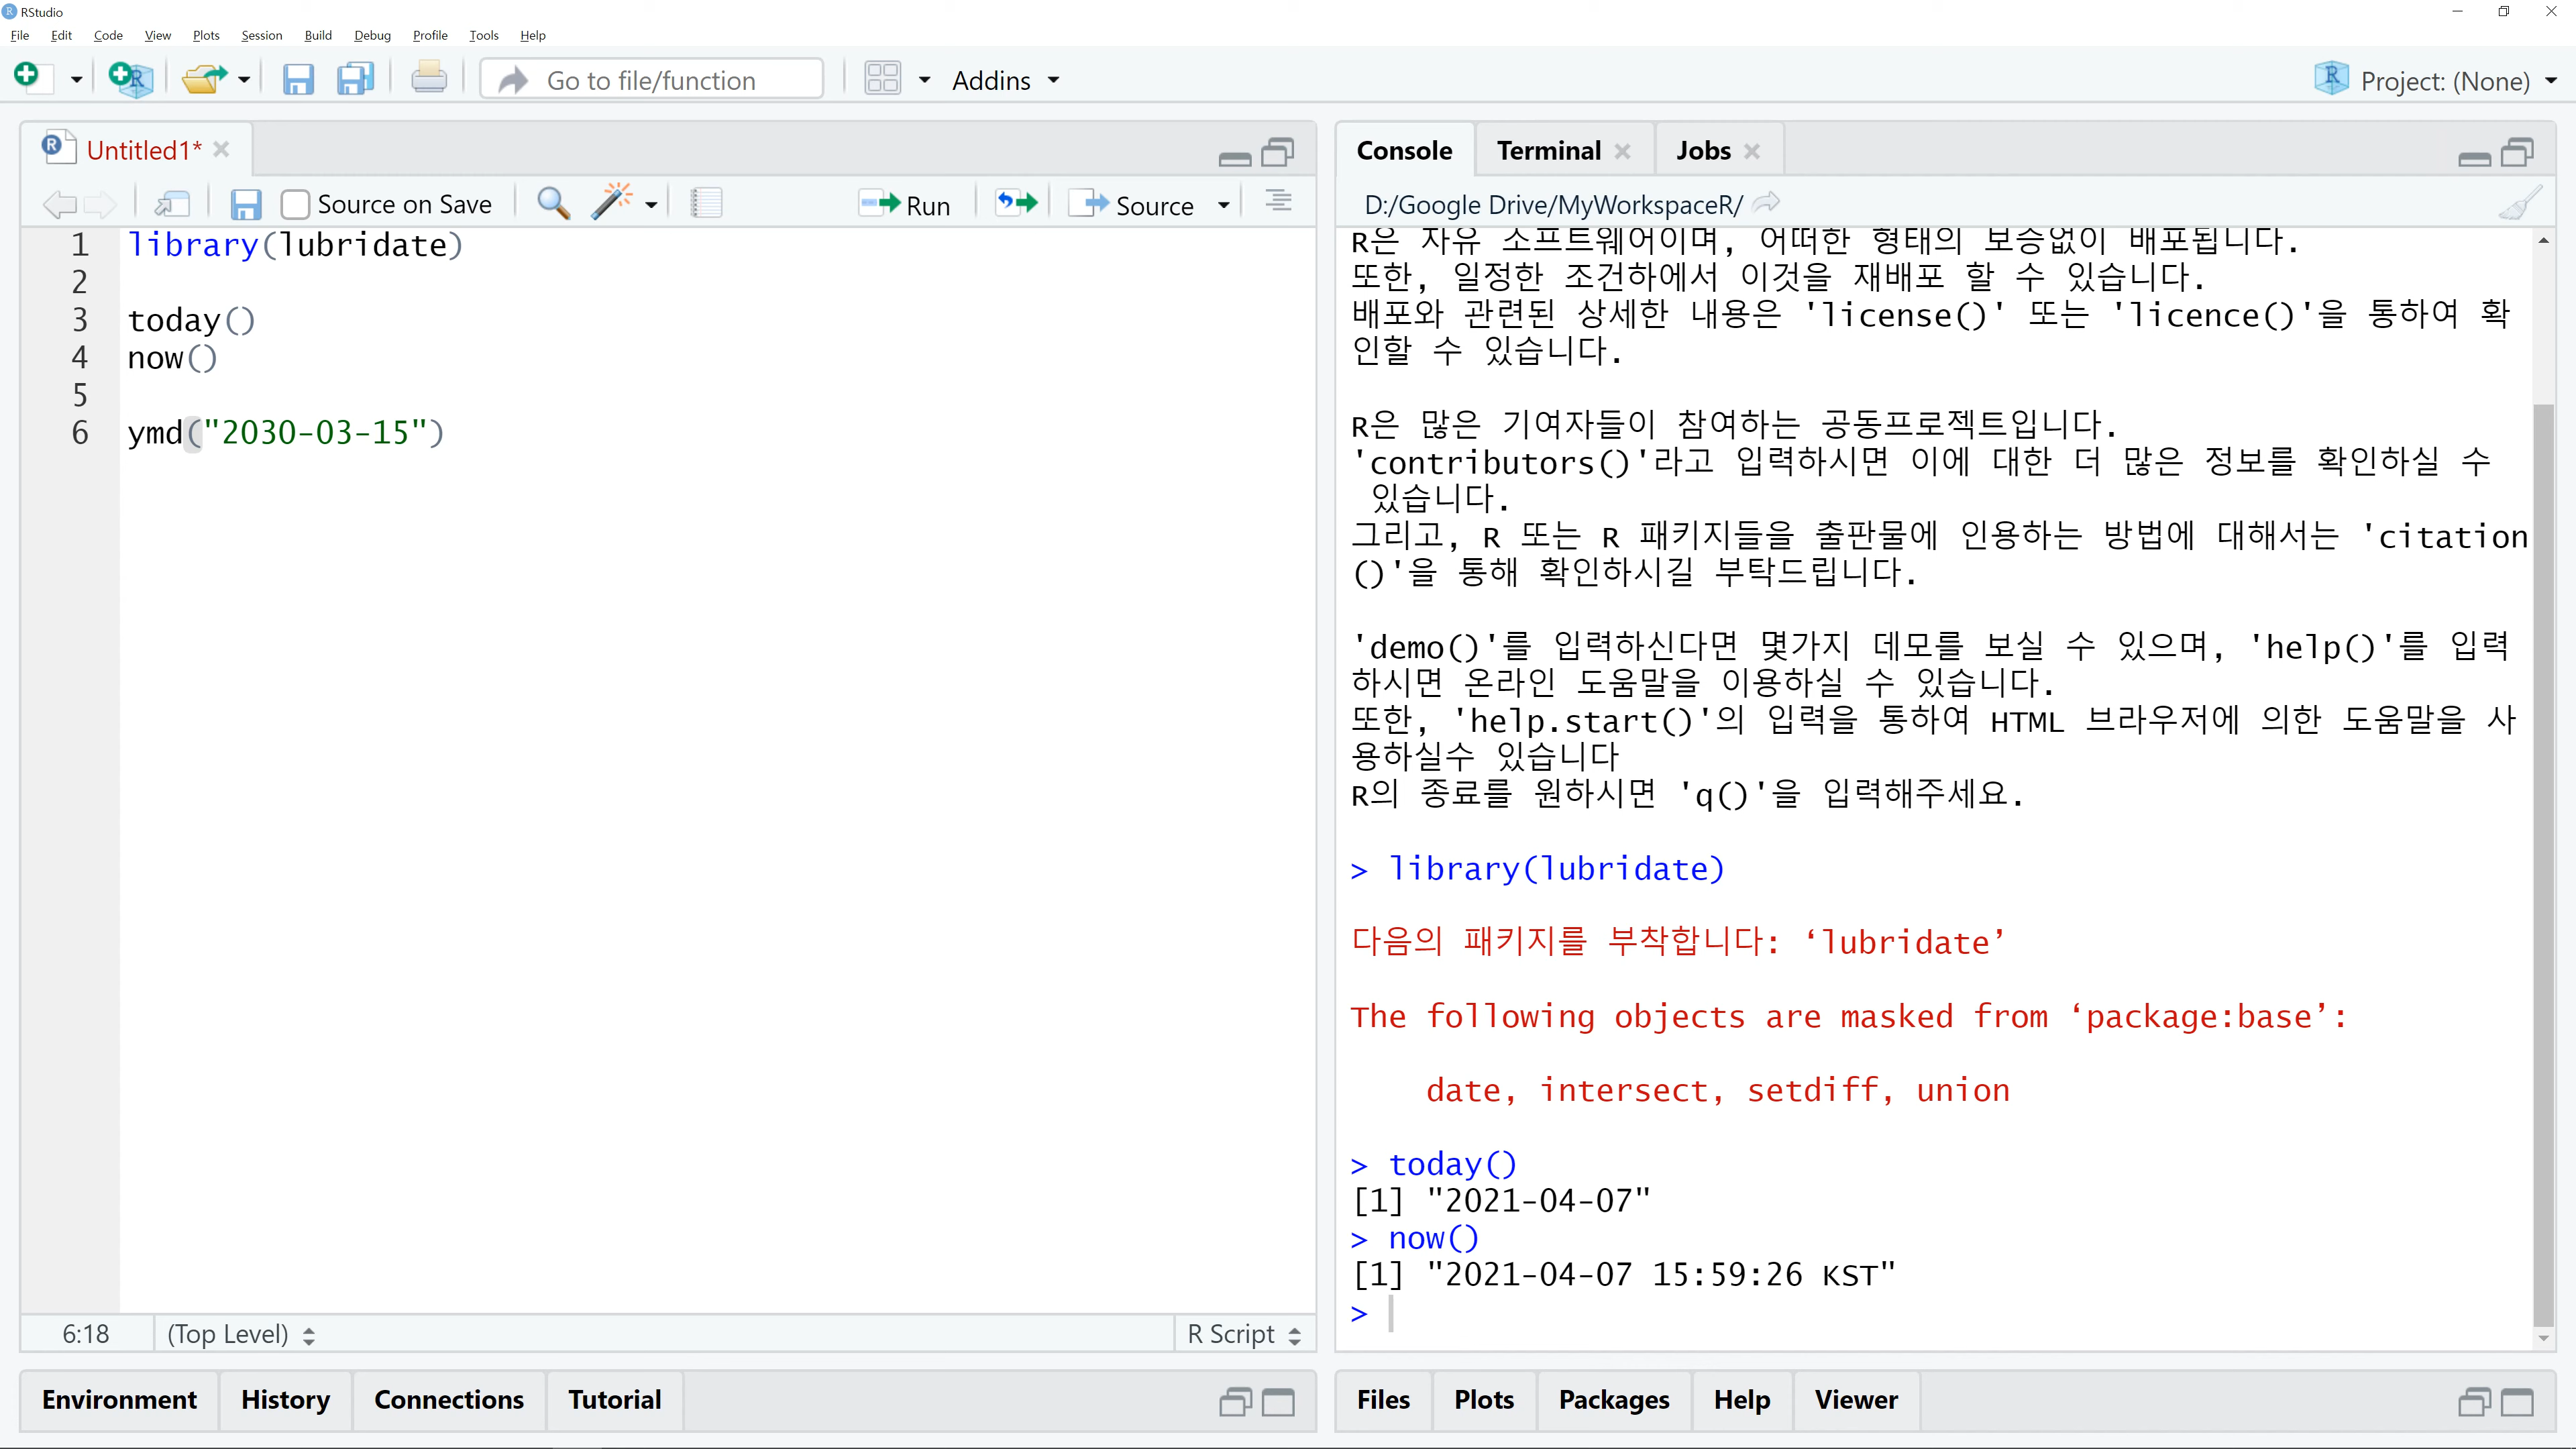 RStudio
File Edit Code View Plots Session Build Debug Profile Tools Help
Go to file/function Addins Project: (None)
Untitled1*
Source on Save Run Source
1 library(lubridate)
2
3 today()
4 now()
5
6 ymd("2030-03-15")
6:18 (Top Level) R Script
Environment History Connections Tutorial
Console Terminal Jobs
D:/Google Drive/MyWorkspaceR/
R은 자유 소프트웨어이며, 어떠한 형태의 보증없이 배포됩니다.
또한, 일정한 조건하에서 이것을 재배포 할 수 있습니다.
배포와 관련된 상세한 내용은 'license()' 또는 'licence()'을 통하여 확
인할 수 있습니다.
R은 많은 기여자들이 참여하는 공동프로젝트입니다.
'contributors()'라고 입력하시면 이에 대한 더 많은 정보를 확인하실 수
있습니다.
그리고, R 또는 R 패키지들을 출판물에 인용하는 방법에 대해서는 'citation
()'을 통해 확인하시길 부탁드립니다.
'demo()'를 입력하신다면 몇가지 데모를 보실 수 있으며, 'help()'를 입력
하시면 온라인 도움말을 이용하실 수 있습니다.
또한, 'help.start()'의 입력을 통하여 HTML 브라우저에 의한 도움말을 사
용하실수 있습니다
R의 종료를 원하시면 'q()'을 입력해주세요.
> library(lubridate)
다음의 패키지를 부착합니다: ‘lubridate’
The following objects are masked from ‘package:base’:
date, intersect, setdiff, union
> today()
[1] "2021-04-07"
> now()
[1] "2021-04-07 15:59:26 KST"
>
Files Plots Packages Help Viewer